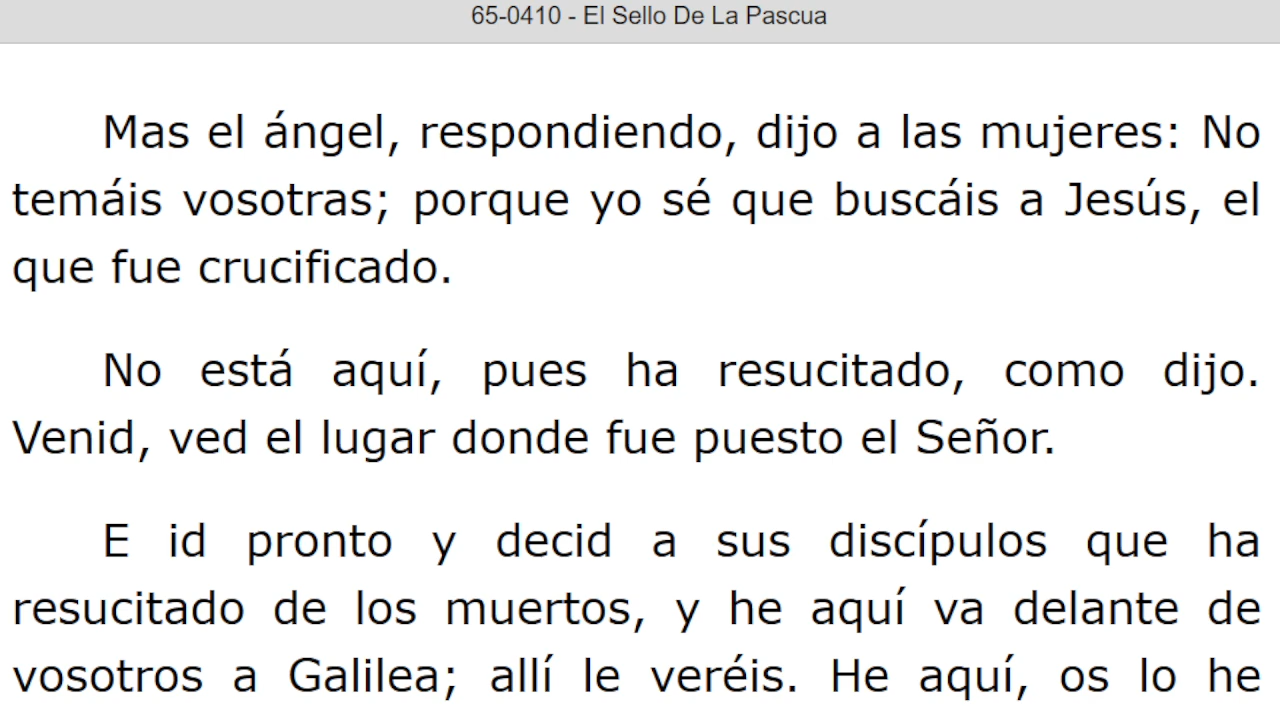 65-0410 - El Sello De La Pascua
Mas el ángel, respondiendo, dijo a las mujeres: No
temáis vosotras; porque yo sé que buscáis a Jesús, el
que fue crucificado.
No está aquí, pues ha resucitado, como dijo.
Venid, ved el lugar donde fue puesto el Señor.
E id pronto y decid a sus discípulos que ha
resucitado de los muertos, y he aquí va delante de
vosotros a Galilea; allí le veréis. He aquí, os lo he